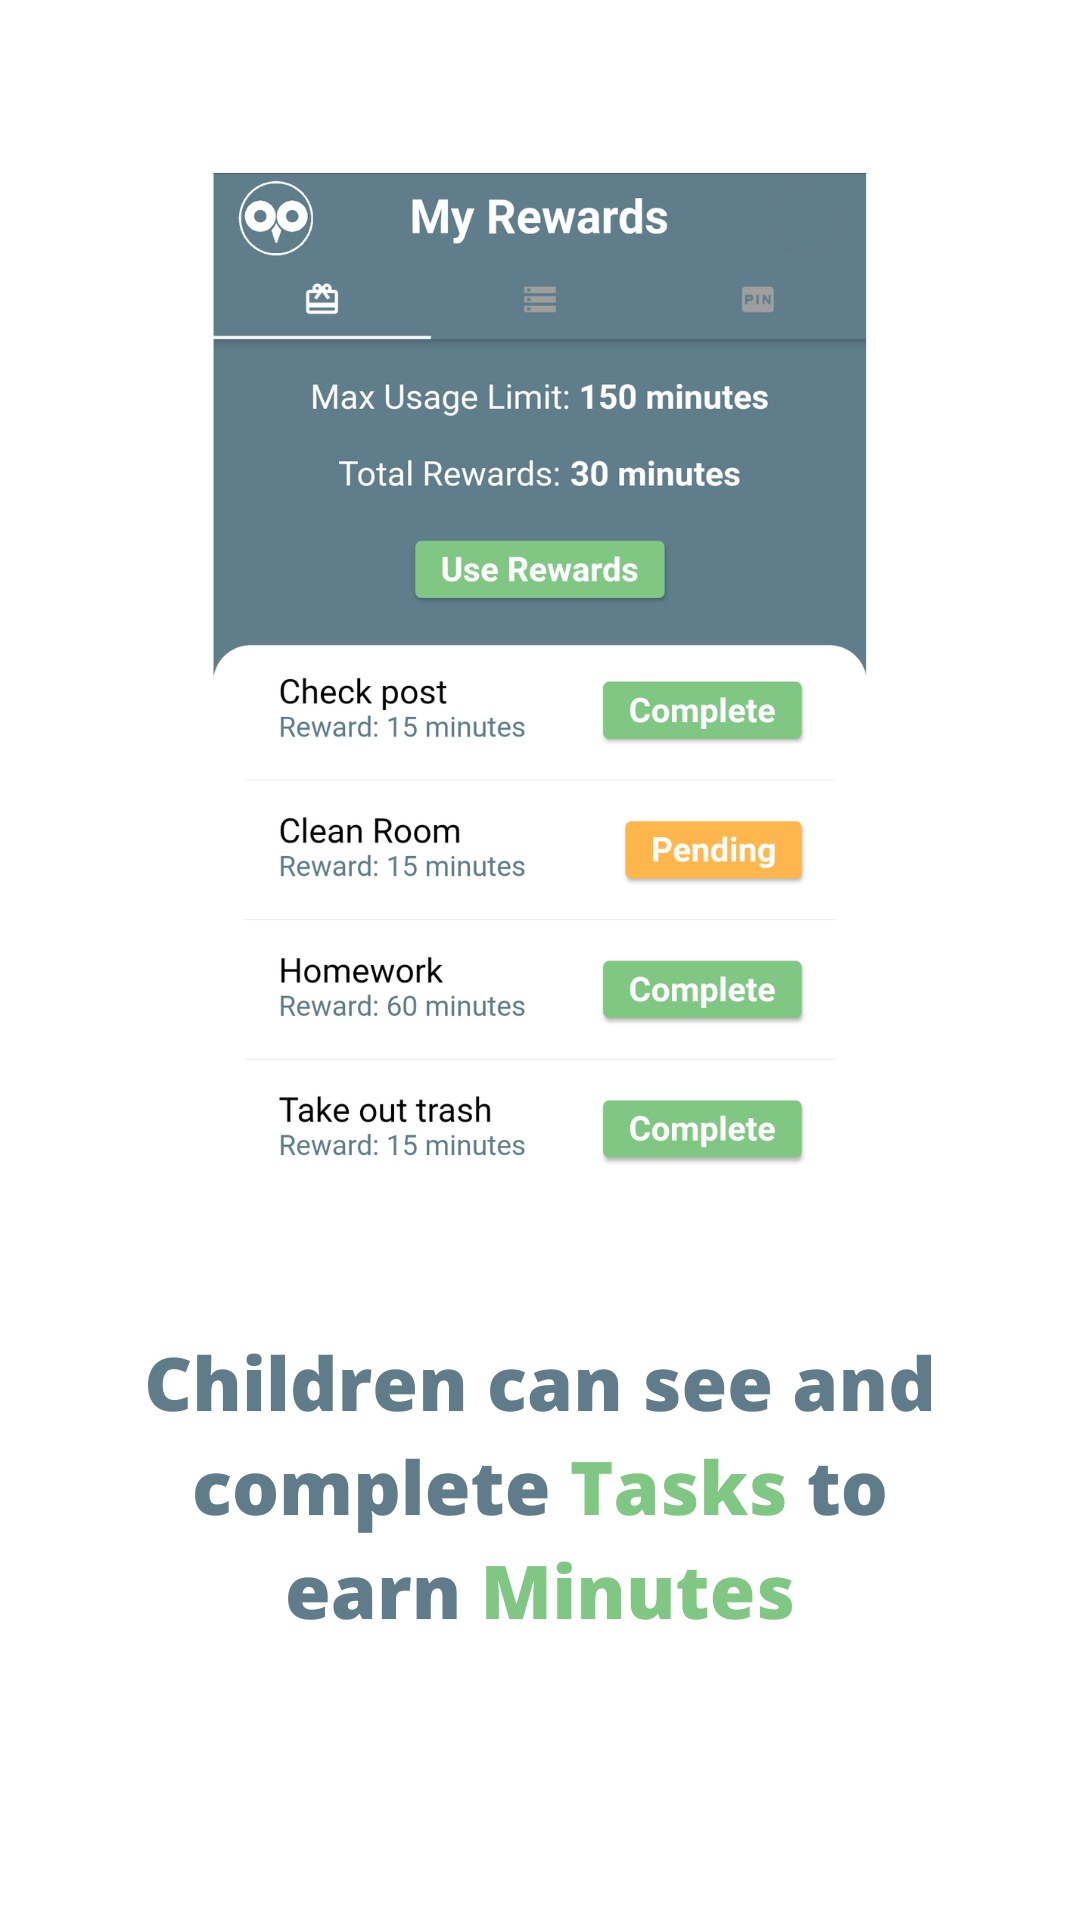 My Rewards
PIN
Max Usage Limit: 150 minutes
Total Rewards: 30 minutes
Use Rewards
Check post
Reward: 15 minutes
Complete
Clean Room
Reward: 15 minutes
Pending
Homework
Reward: 60 minutes
Complete
Take out trash
Reward: 15 minutes
Complete
Children can see and
complete Tasks to
earn Minutes